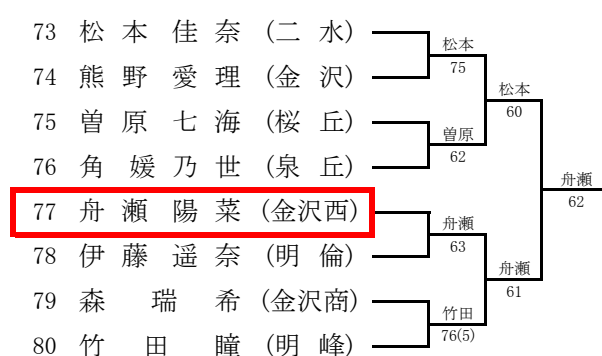 73 松本佳奈 (二水)
74 熊野愛理 (金沢)
75 曽原七海 (桜丘)
76 角媛乃世 (泉丘)
77 舟瀬陽菜 (金沢西)
78 伊藤遥奈 (明倫)
79 森瑞希 (金沢商)
80 竹田瞳 (明峰)
松本
75
曽原
62
舟瀬
63
竹田
76(5)
松本
60
舟瀬
61
舟瀬
62